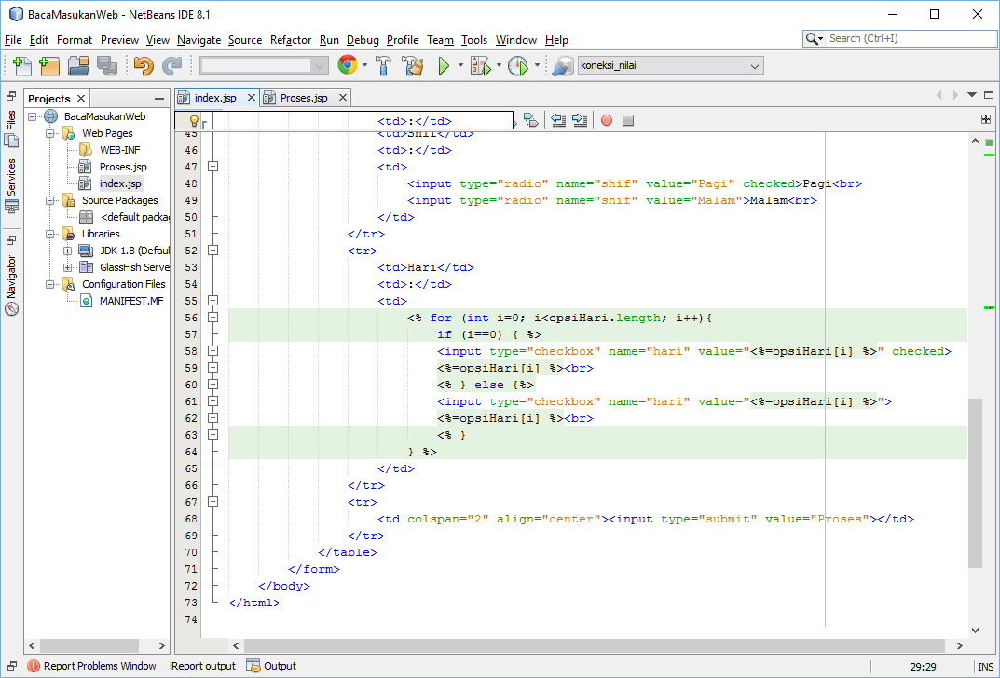 BacaMasukanWeb - NetBeans IDE 8.1
File Edit Format Preview View Navigate Source Refactor Run Debug Profile Team Tools Window Help
Search (Ctrl+I)
koneksi_nilai
Files
Services
Navigator
Projects
BacaMasukanWeb
Web Pages
WEB-INF
Proses.jsp
index.jsp
Source Packages
<default packag
Libraries
JDK 1.8 (Defaul
GlassFish Serve
Configuration Files
MANIFEST.MF
index.jsp Proses.jsp
<td>:</td>
45 <td>Shif</td>
46 <td>:</td>
47 <td>
48 <input type="radio" name="shif" value="Pagi" checked>Pagi<br>
49 <input type="radio" name="shif" value="Malam">Malam<br>
50 </td>
51 </tr>
52 <tr>
53 <td>Hari</td>
54 <td>:</td>
55 <td>
56 <% for (int i=0; i<opsiHari.length; i++){
57 if (i==0) { %>
58 <input type="checkbox" name="hari" value="<%=opsiHari[i] %>" checked>
59 <%=opsiHari[i] %><br>
60 <% } else {%>
61 <input type="checkbox" name="hari" value="<%=opsiHari[i] %>">
62 <%=opsiHari[i] %><br>
63 <% }
64 } %>
65 </td>
66 </tr>
67 <tr>
68 <td colspan="2" align="center"><input type="submit" value="Proses"></td>
69 </tr>
70 </table>
71 </form>
72 </body>
73 </html>
74
Report Problems Window iReport output Output
29:29 INS